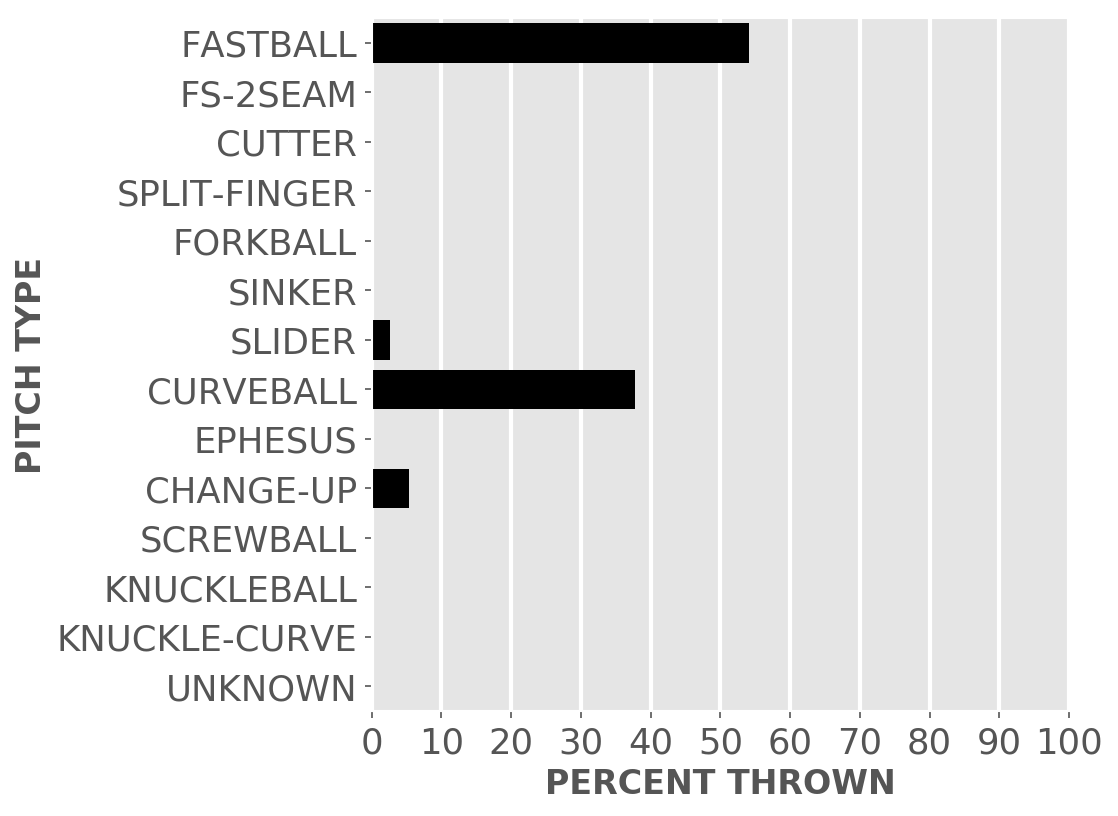 FASTBALL
FS-2SEAM
CUTTER
SPLIT-FINGER
FORKBALL
SINKER
SLIDER
CURVEBALL
EPHESUS
CHANGE-UP
SCREWBALL
KNUCKLEBALL
KNUCKLE-CURVE
UNKNOWN
PITCH TYPE
0 10 20 30 40 50 60 70 80 90 100
PERCENT THROWN